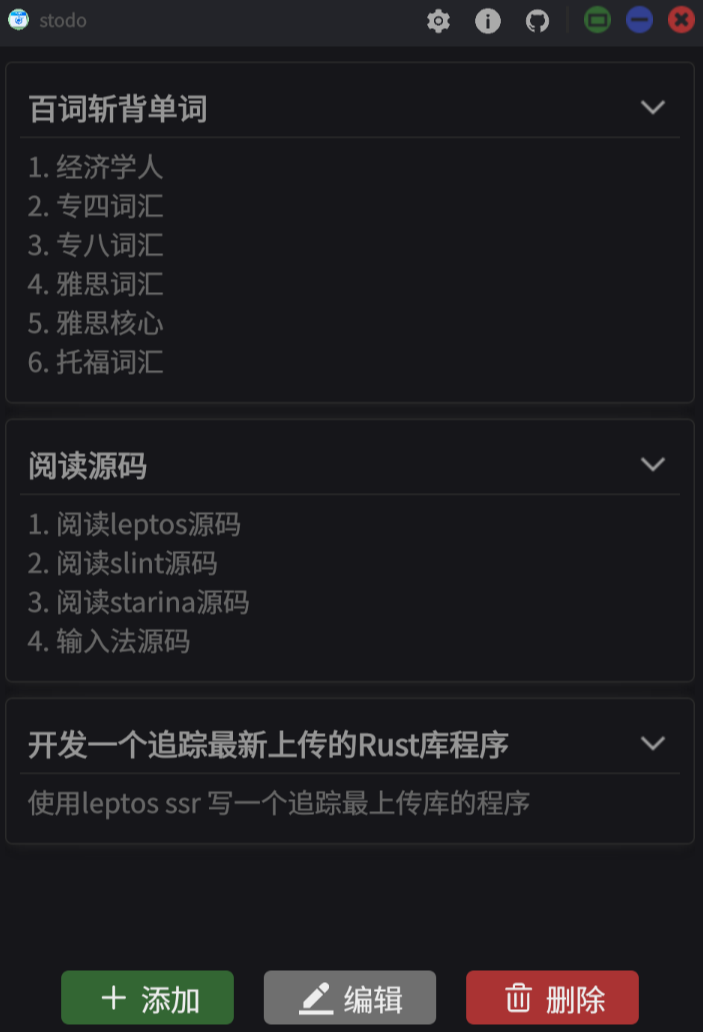 stodo
百词斩背单词
1. 经济学人
2. 专四词汇
3. 专八词汇
4. 雅思词汇
5. 雅思核心
6. 托福词汇
阅读源码
1. 阅读leptos源码
2. 阅读slint源码
3. 阅读starina源码
4. 输入法源码
开发一个追踪最新上传的Rust库程序
使用leptos ssr 写一个追踪最上传库的程序
添加 编辑 删除